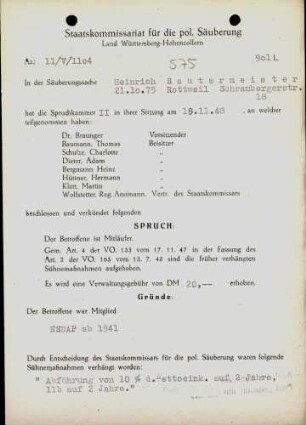 Staatskommissariat für die pol. Säuberung
Land Württemberg-Hohenzollern
Az.: 11/V/1104
575
901 L
In der Säuberungssache Heinrich Sautermeister
21.10.75 Rottweil Schrambergerstr.
18
hat die Spruchkammer II in ihrer Sitzung am 19.11.48 an welcher
teilgenommen haben:
Dr. Braunger Vorsitzender
Baumann, Thomas Beisitzer
Schulze, Charlotte "
Dieter, Adam "
Bergmann Heinz "
Hüttner, Hermann "
Klett, Martin "
Wollstetter, Reg. Amtmann, Vertr. des Staatskommissars
beschlossen und verkündet folgenden
SPRUCH:
Der Betroffene ist Mitläufer.
Gem. Art. 4 der VO. 133 vom 17. 11. 47 in der Fassung des
Art. 3 der VO. 165 vom 13. 7. 48 sind die früher verhängten
Sühnemaßnahmen aufgehoben.
Es wird eine Verwaltungsgebühr von DM 20,-- erhoben.
Gründe:
Der Betroffene war Mitglied
NSDAP ab 1941
Durch Entscheidung des Staatskommissars für die pol. Säuberung waren folgende
Sühnemaßnahmen verhängt worden:
" Abführung von 10 % d. Nettoeink. auf 3 Jahre,
11b auf 2 Jahre."